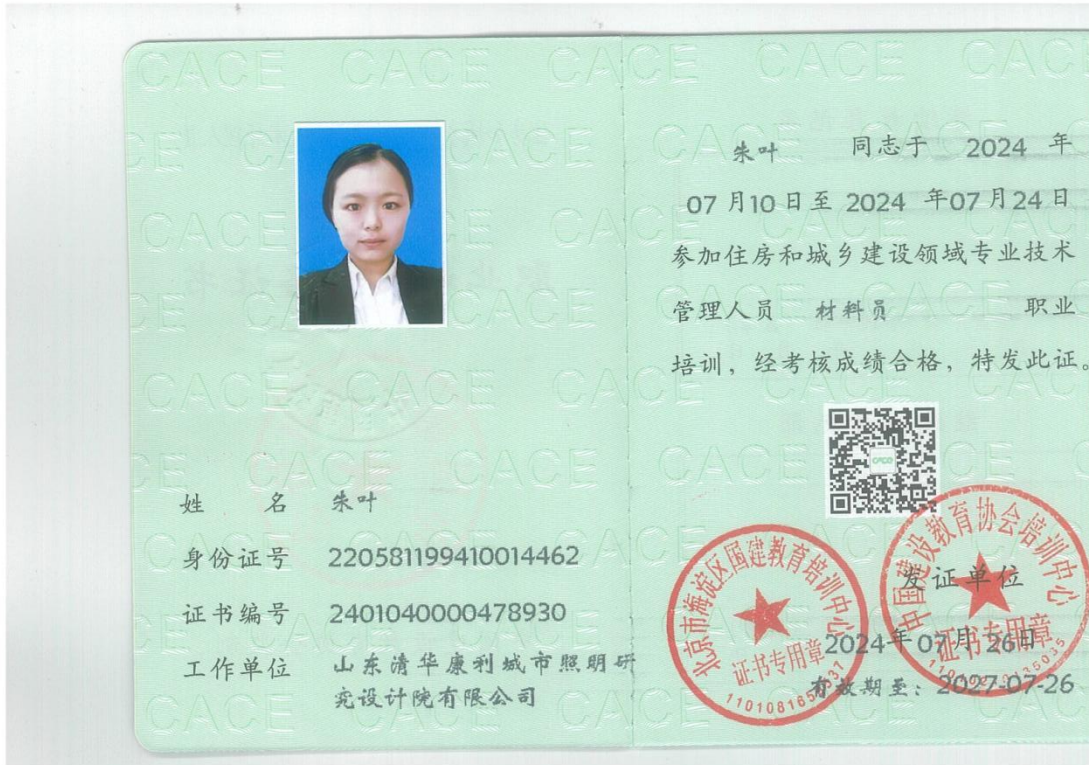 朱叶 同志于 2024 年
07 月10 日至 2024 年07 月24 日
参加住房和城乡建设领域专业技术
管理人员 材料员 职业
培训，经考核成绩合格，特发此证。
姓 名 朱叶
身份证号 220581199410014462
证书编号 2401040000478930
工作单位 山东清华康利城市照明研
究设计院有限公司
CACE
北京市海淀区国建教育培训中心
证书专用章
中国建设教育协会培训中心
证书专用章
发证单位
2024年 07月 26日
有效期至：2027-07-26